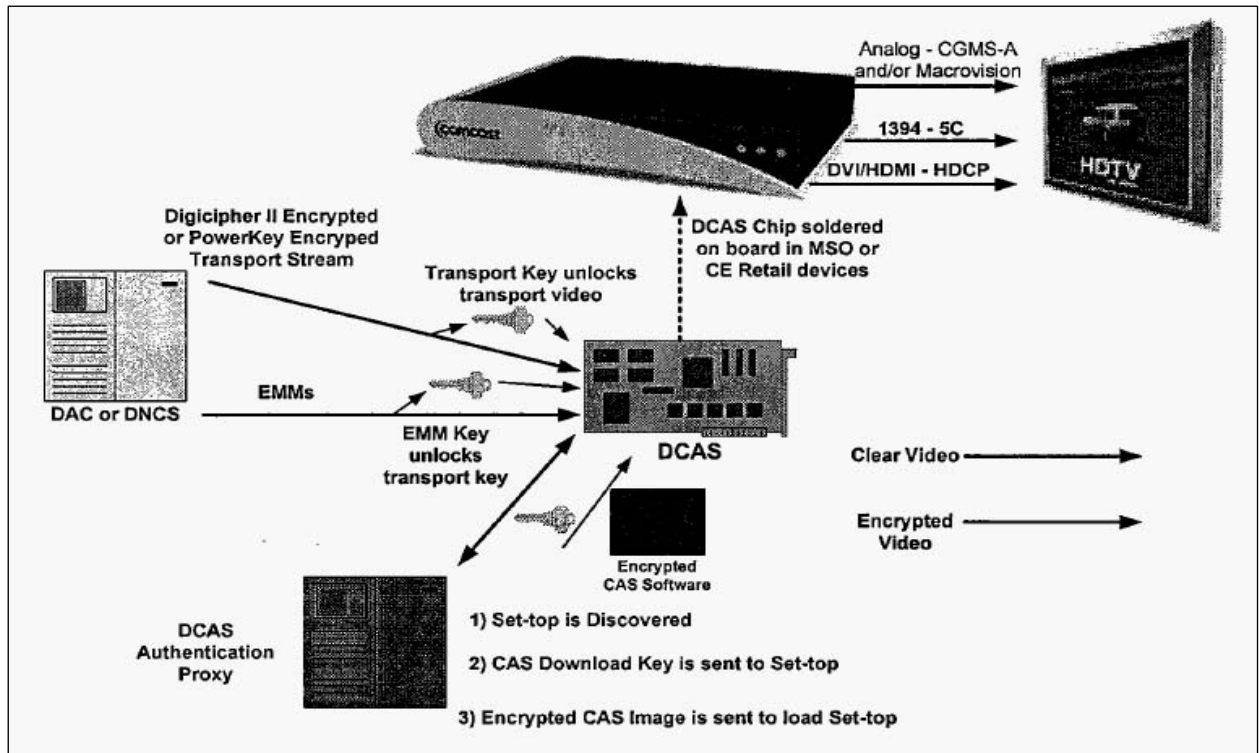 Analog - CGMS-A
and/or Macrovision
1394 - 5C
DVI/HDMI - HDCP
comcast
HDTV
DCAS Chip soldered
on board in MSO or
CE Retail devices
Digicipher II Encrypted
or PowerKey Encryped
Transport Stream
Transport Key unlocks
transport video
EMMs
DAC or DNCS
EMM Key
unlocks
transport key
DCAS
Clear Video
Encrypted
Video
Encrypted
CAS Software
DCAS
Authentication
Proxy
1) Set-top is Discovered
2) CAS Download Key is sent to Set-top
3) Encrypted CAS Image is sent to load Set-top